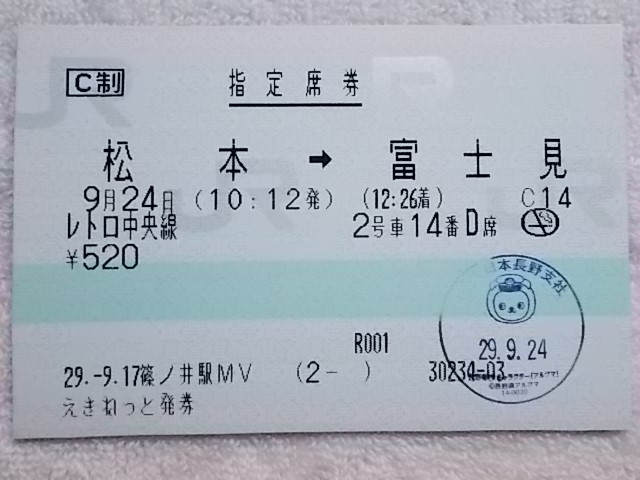 C制
指定席券
松本 → 富士見
9月24日 (10:12発) (12:26着) C14
レトロ中央線 2号車14番D席
¥520
本長野支社
R001
29.9.24
29.-9.17篠ノ井駅MV (2- ) 30234-03
えきねっと発券